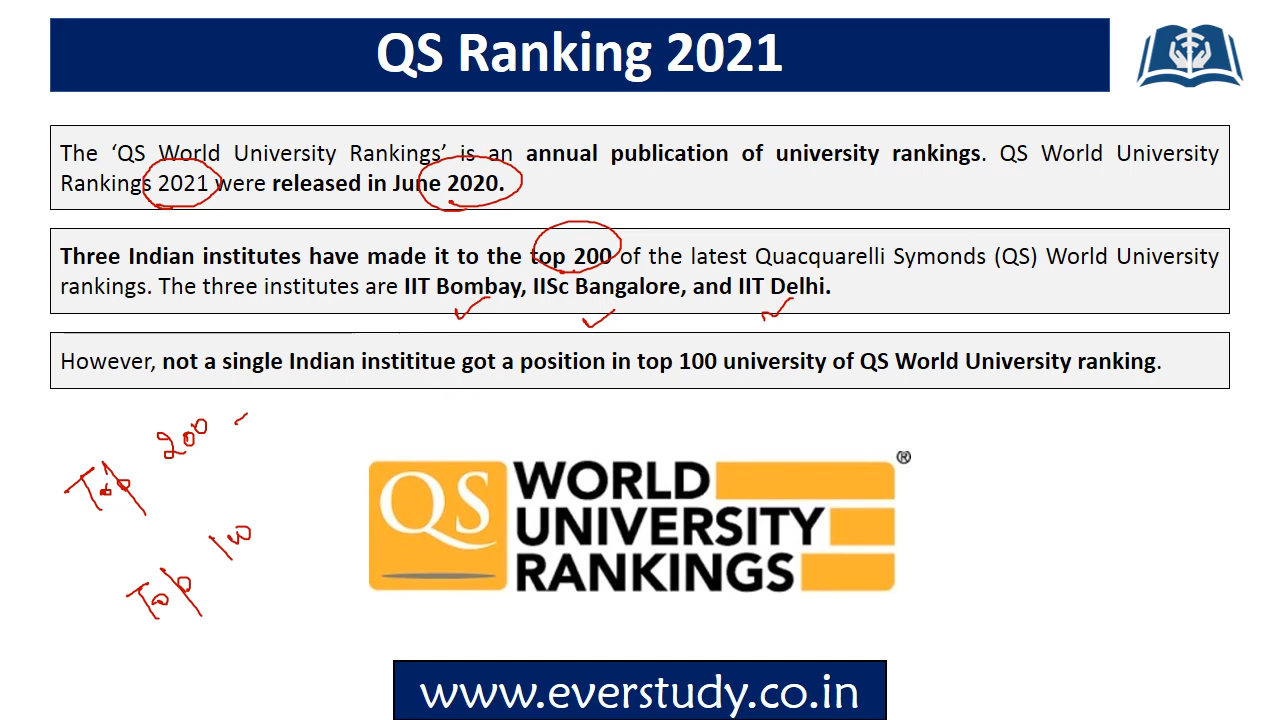 QS Ranking 2021
The ‘QS World University Rankings’ is an annual publication of university rankings. QS World University
Rankings 2021 were released in June 2020.
Three Indian institutes have made it to the top 200 of the latest Quacquarelli Symonds (QS) World University
rankings. The three institutes are IIT Bombay, IISc Bangalore, and IIT Delhi.
However, not a single Indian instititue got a position in top 100 university of QS World University ranking.
Top 200 -
Top 100
QS WORLD ®
UNIVERSITY
RANKINGS
www.everstudy.co.in